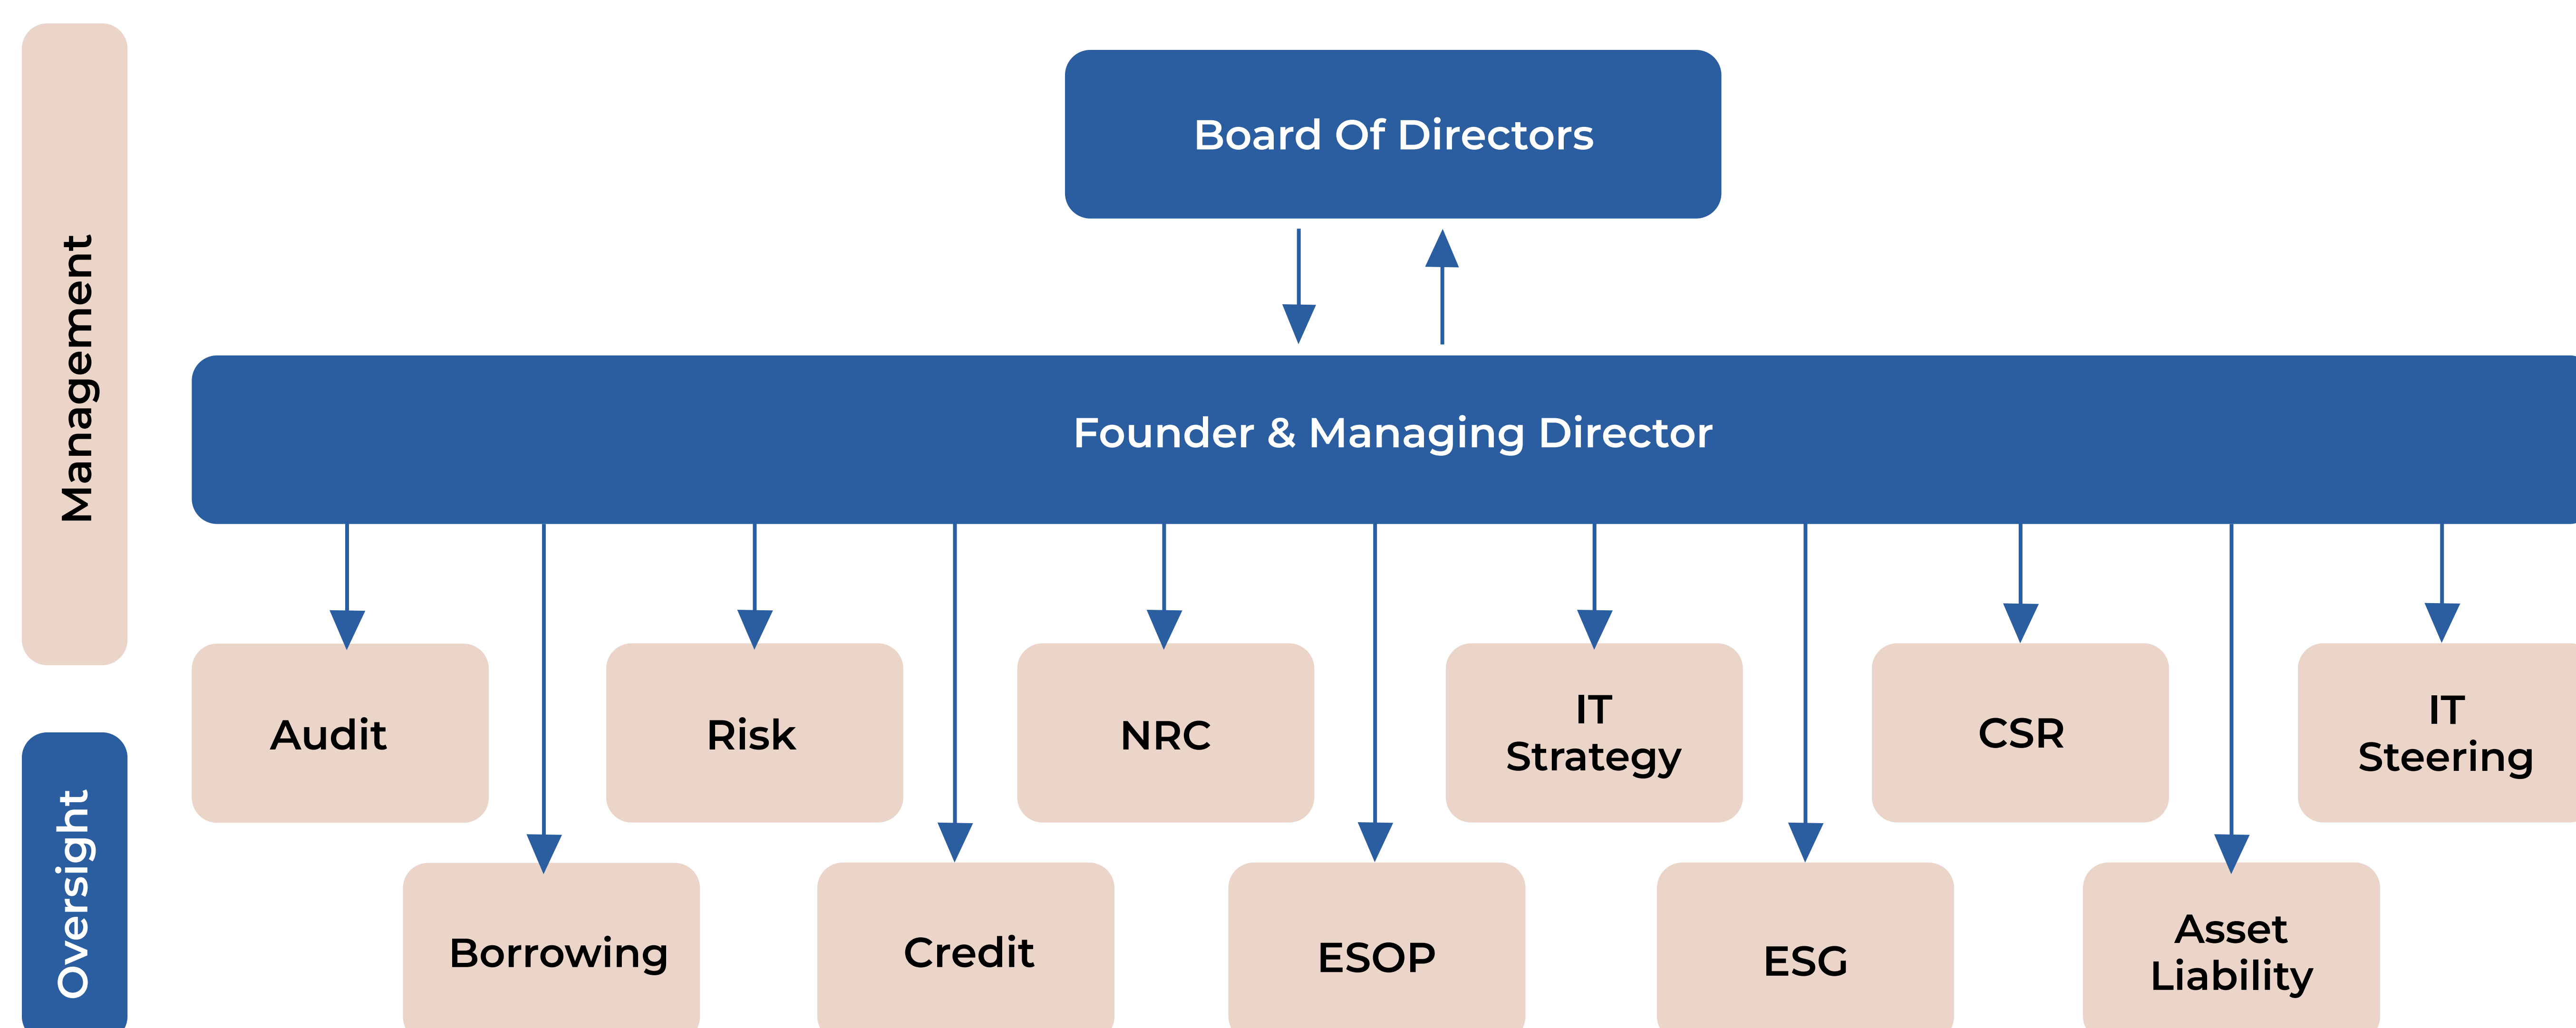 Management
Board Of Directors
Founder & Managing Director
Oversight
Audit
Risk
NRC
IT
Strategy
CSR
IT
Steering
Borrowing
Credit
ESOP
ESG
Asset
Liability